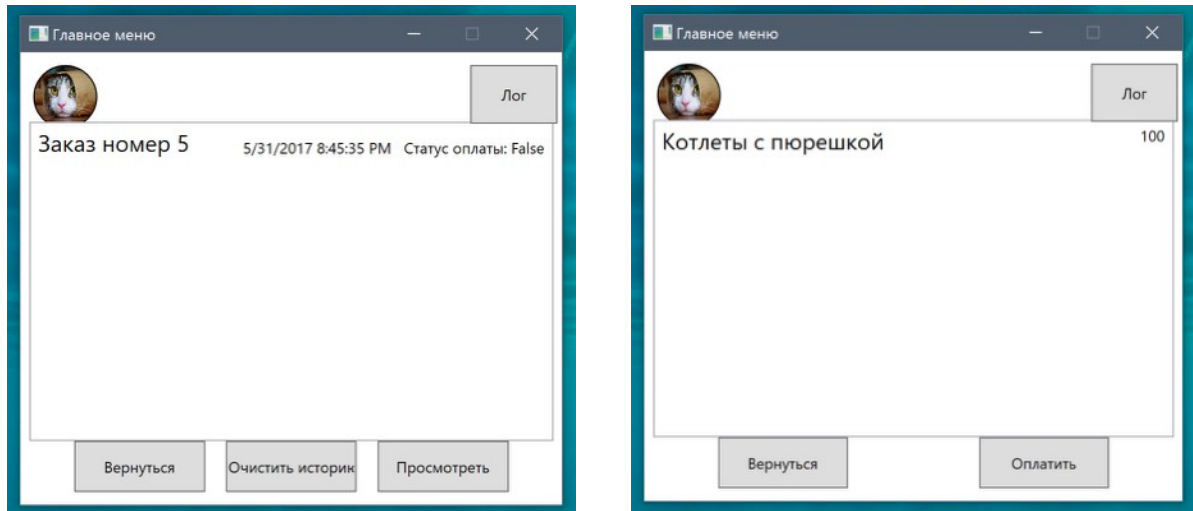 Главное меню
Лог
Заказ номер 5 5/31/2017 8:45:35 PM Статус оплаты: False
Вернуться Очистить историк Просмотреть
Главное меню
Лог
Котлеты с пюрешкой 100
Вернуться Оплатить